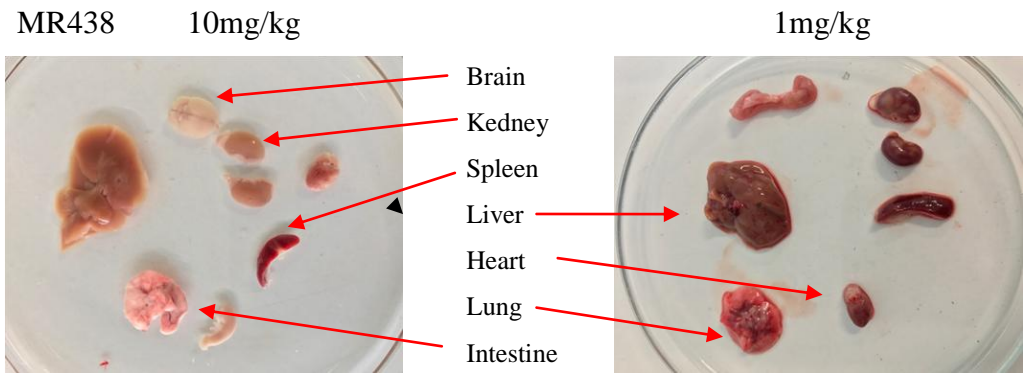 MR438 10mg/kg 1mg/kg
Brain
Kedney
Spleen
Liver
Heart
Lung
Intestine